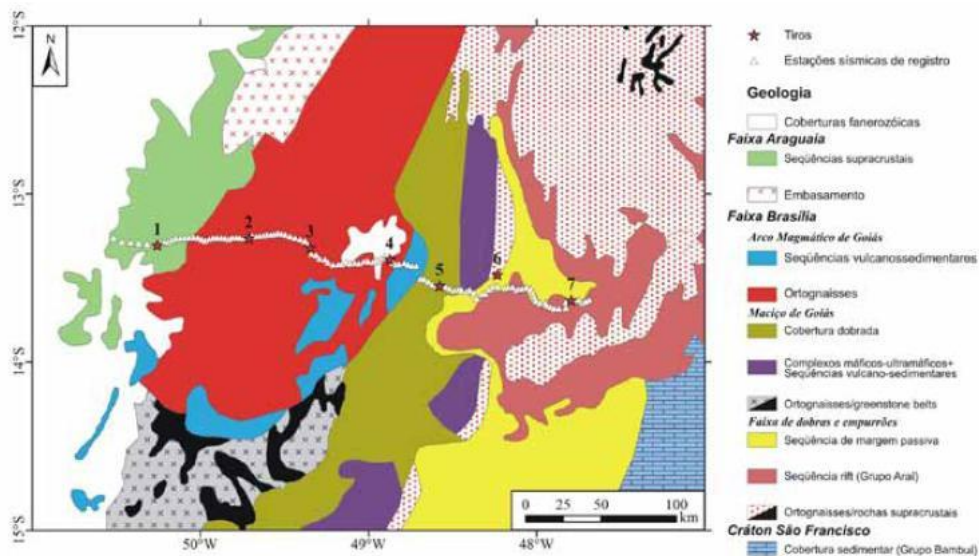 12°S
13°S
14°S
15°S
50°W
49°W
48°W
N
1
2
3
4
5
6
7
0 25 50 100
km
Tiros
Estações sísmicas de registro
Geologia
Coberturas fanerozóicas
Faixa Araguaia
Seqüências supracrustais
Embasamento
Faixa Brasília
Arco Magmático de Goiás
Seqüências vulcanossedimentares
Ortognaisses
Maciço de Goiás
Cobertura dobrada
Complexos máficos-ultramáficos+
Seqüências vulcano-sedimentares
Ortognaisses/greenstone belts
Faixa de dobras e empurrões
Seqüência de margem passiva
Seqüência rift (Grupo Araí)
Ortognaisses/rochas supracrustais
Cráton São Francisco
Cobertura sedimentar (Grupo Bambuí)